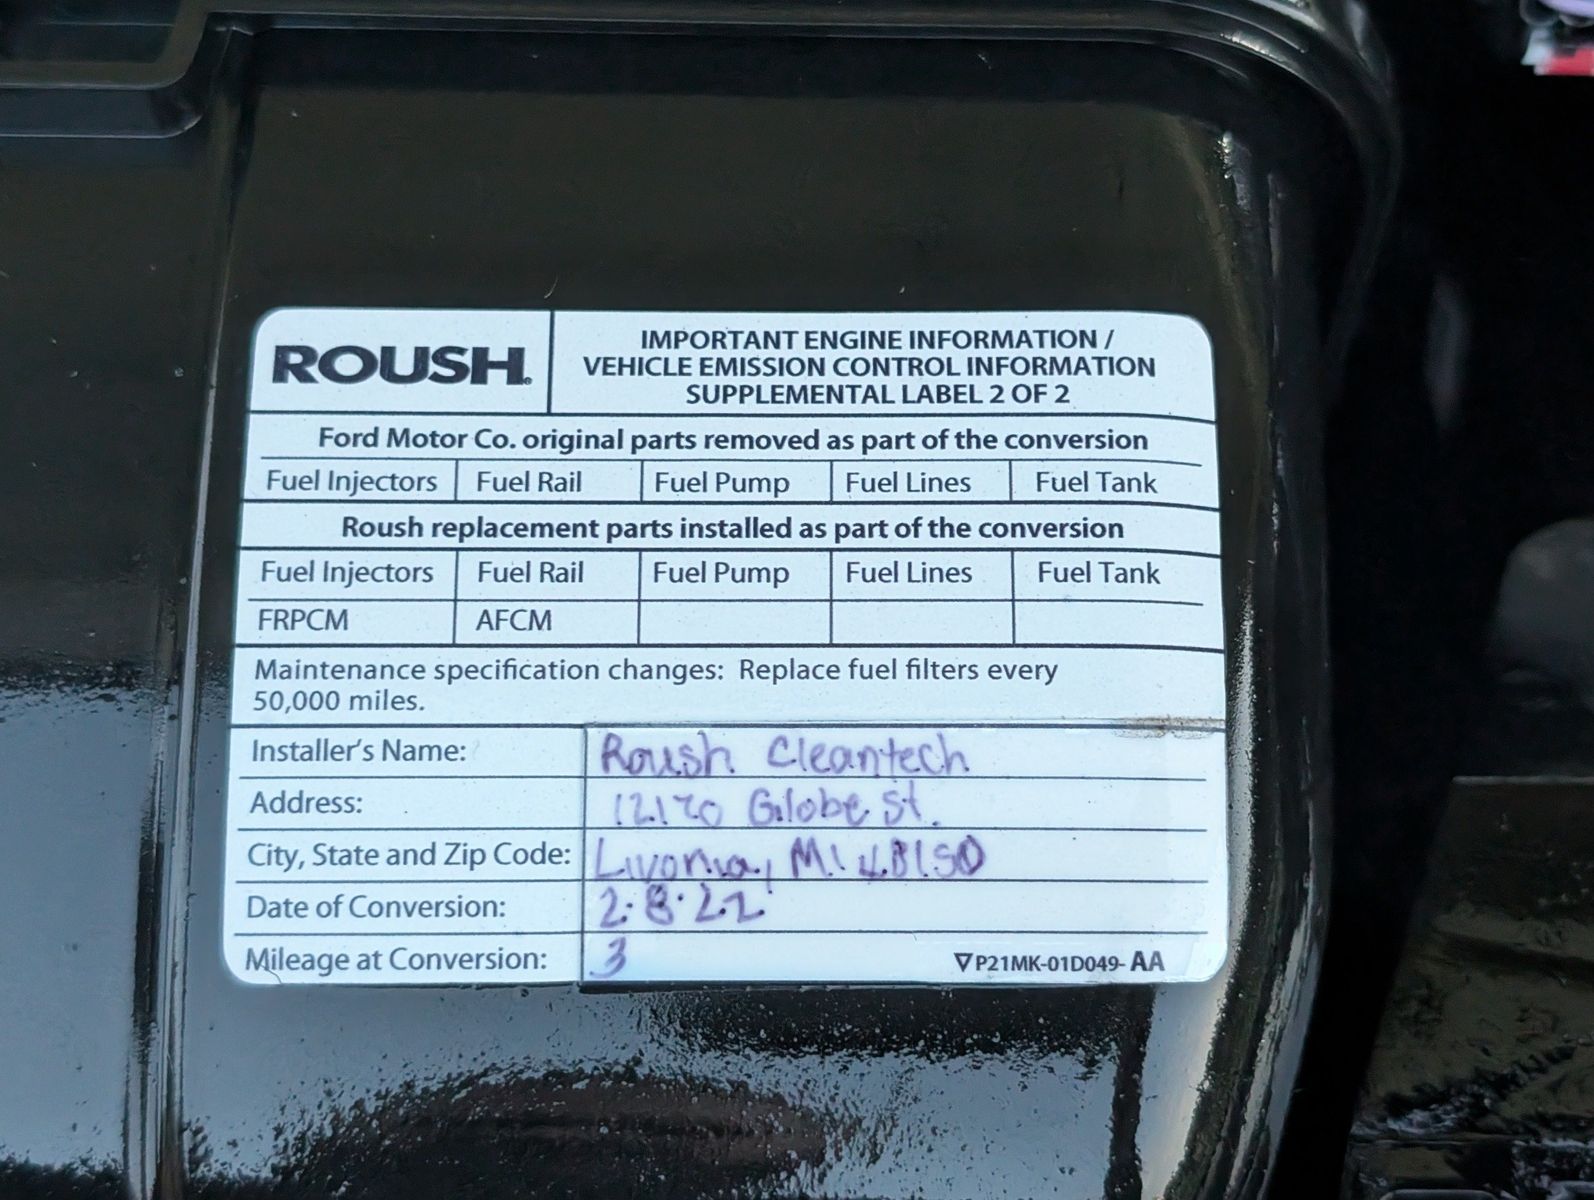 ROUSH®
IMPORTANT ENGINE INFORMATION /
VEHICLE EMISSION CONTROL INFORMATION
SUPPLEMENTAL LABEL 2 OF 2
Ford Motor Co. original parts removed as part of the conversion
Fuel Injectors Fuel Rail Fuel Pump Fuel Lines Fuel Tank
Roush replacement parts installed as part of the conversion
Fuel Injectors Fuel Rail Fuel Pump Fuel Lines Fuel Tank
FRPCM AFCM
Maintenance specification changes: Replace fuel filters every
50,000 miles.
Installer's Name: Roush Cleantech
Address: 12170 Globe St.
City, State and Zip Code: Livonia, MI 48150
Date of Conversion: 2.8.22
Mileage at Conversion: 3 P21MK-01D049-AA